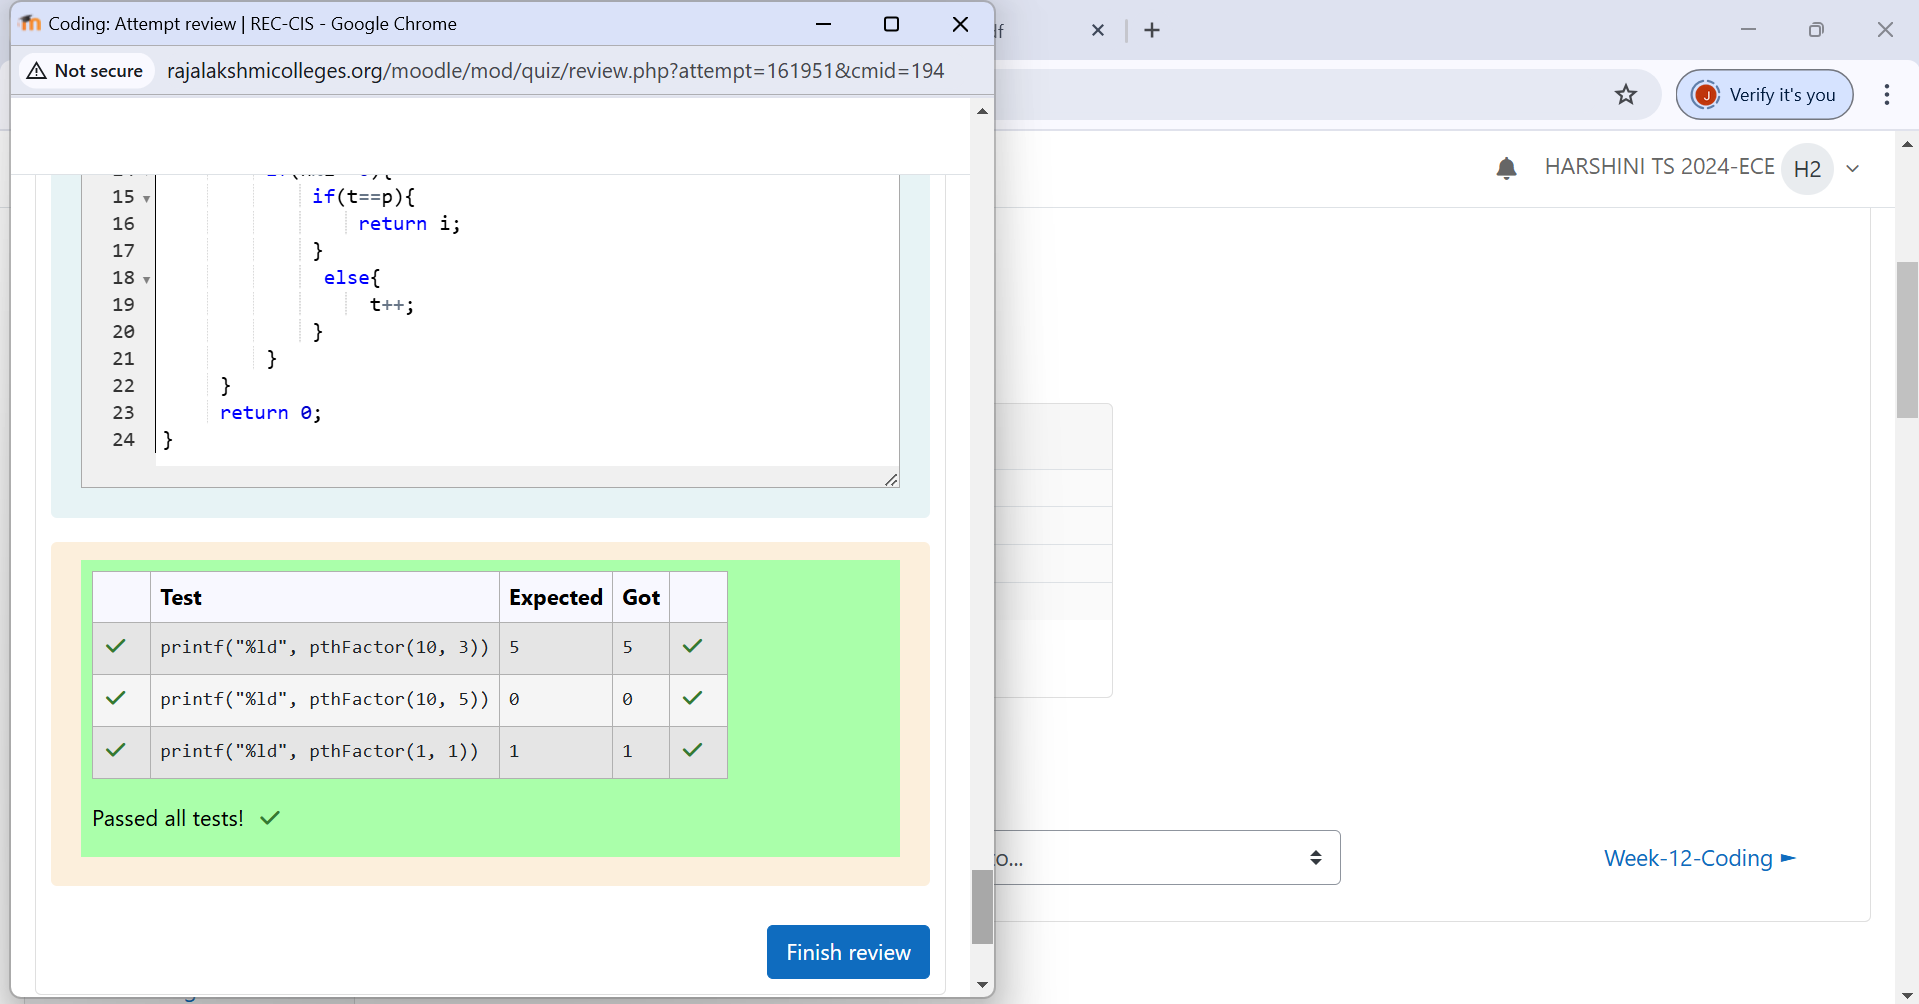 Coding: Attempt review | REC-CIS - Google Chrome
Not secure rajalakshmicolleges.org/moodle/mod/quiz/review.php?attempt=161951&cmid=194
Verify it's you
HARSHINI TS 2024-ECE H2
15 if(t==p){
16 return i;
17 }
18 else{
19 t++;
20 }
21 }
22 }
23 return 0;
24 }
Test Expected Got
printf("%ld", pthFactor(10, 3)) 5 5
printf("%ld", pthFactor(10, 5)) 0 0
printf("%ld", pthFactor(1, 1)) 1 1
Passed all tests!
Week-12-Coding ►
Finish review